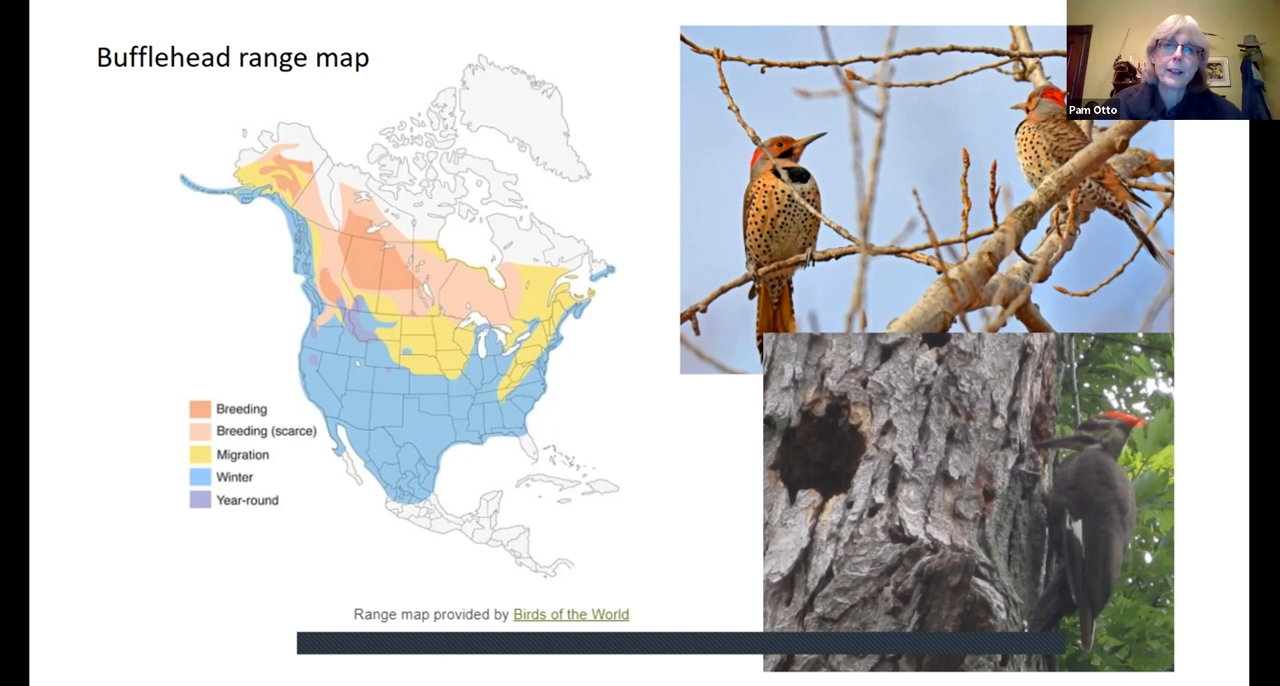 Bufflehead range map
Pam Otto
Breeding
Breeding (scarce)
Migration
Winter
Year-round
Range map provided by Birds of the World